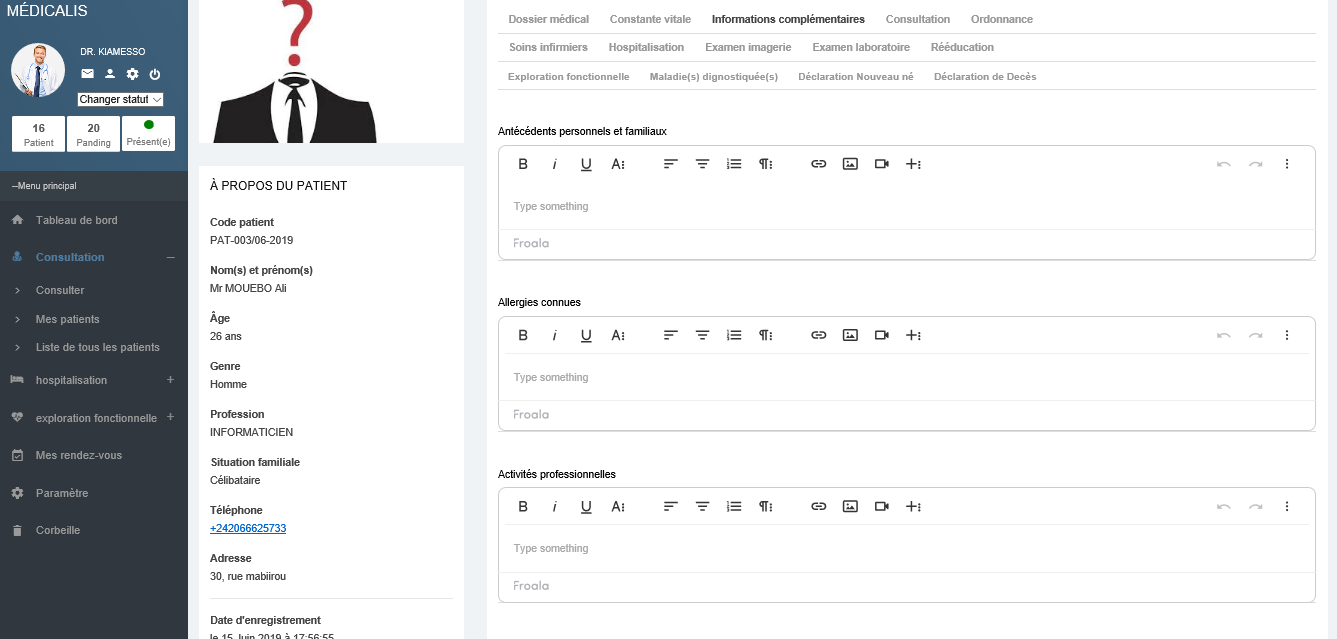 MÉDICALIS
DR. KIAMESSO
Changer statut
16
Patient
20
Panding
Présent(e)
--Menu principal
Tableau de bord
Consultation
Consulter
Mes patients
Liste de tous les patients
hospitalisation
exploration fonctionnelle
Mes rendez-vous
Paramètre
Corbeille
?
À PROPOS DU PATIENT
Code patient
PAT-003/06-2019
Nom(s) et prénom(s)
Mr MOUEBO Ali
Âge
26 ans
Genre
Homme
Profession
INFORMATICIEN
Situation familiale
Célibataire
Téléphone
+242066625733
Adresse
30, rue mabiirou
Date d'enregistrement
le 15 Juin 2019 à 17:56:55
Dossier médical Constante vitale Informations complémentaires Consultation Ordonnance
Soins infirmiers Hospitalisation Examen imagerie Examen laboratoire Rééducation
Exploration fonctionnelle Maladie(s) dignostiquée(s) Déclaration Nouveau né Déclaration de Decès
Antécédents personnels et familiaux
B i U A
Type something
Froala
Allergies connues
B i U A
Type something
Froala
Activités professionnelles
B i U A
Type something
Froala